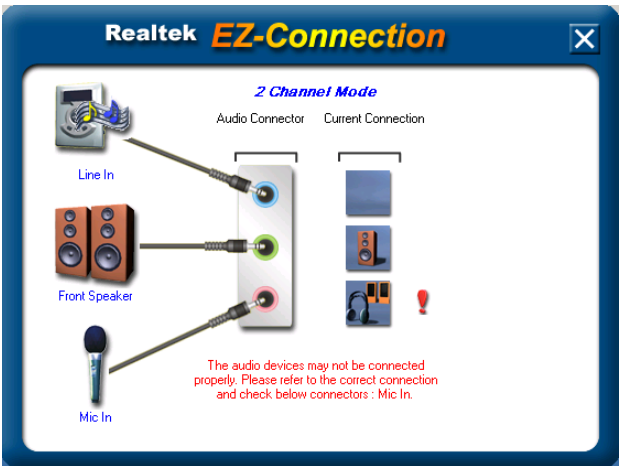 Realtek EZ-Connection
2 Channel Mode
Audio Connector Current Connection
Line In
Front Speaker
Mic In
The audio devices may not be connected
properly. Please refer to the correct connection
and check below connectors : Mic In.